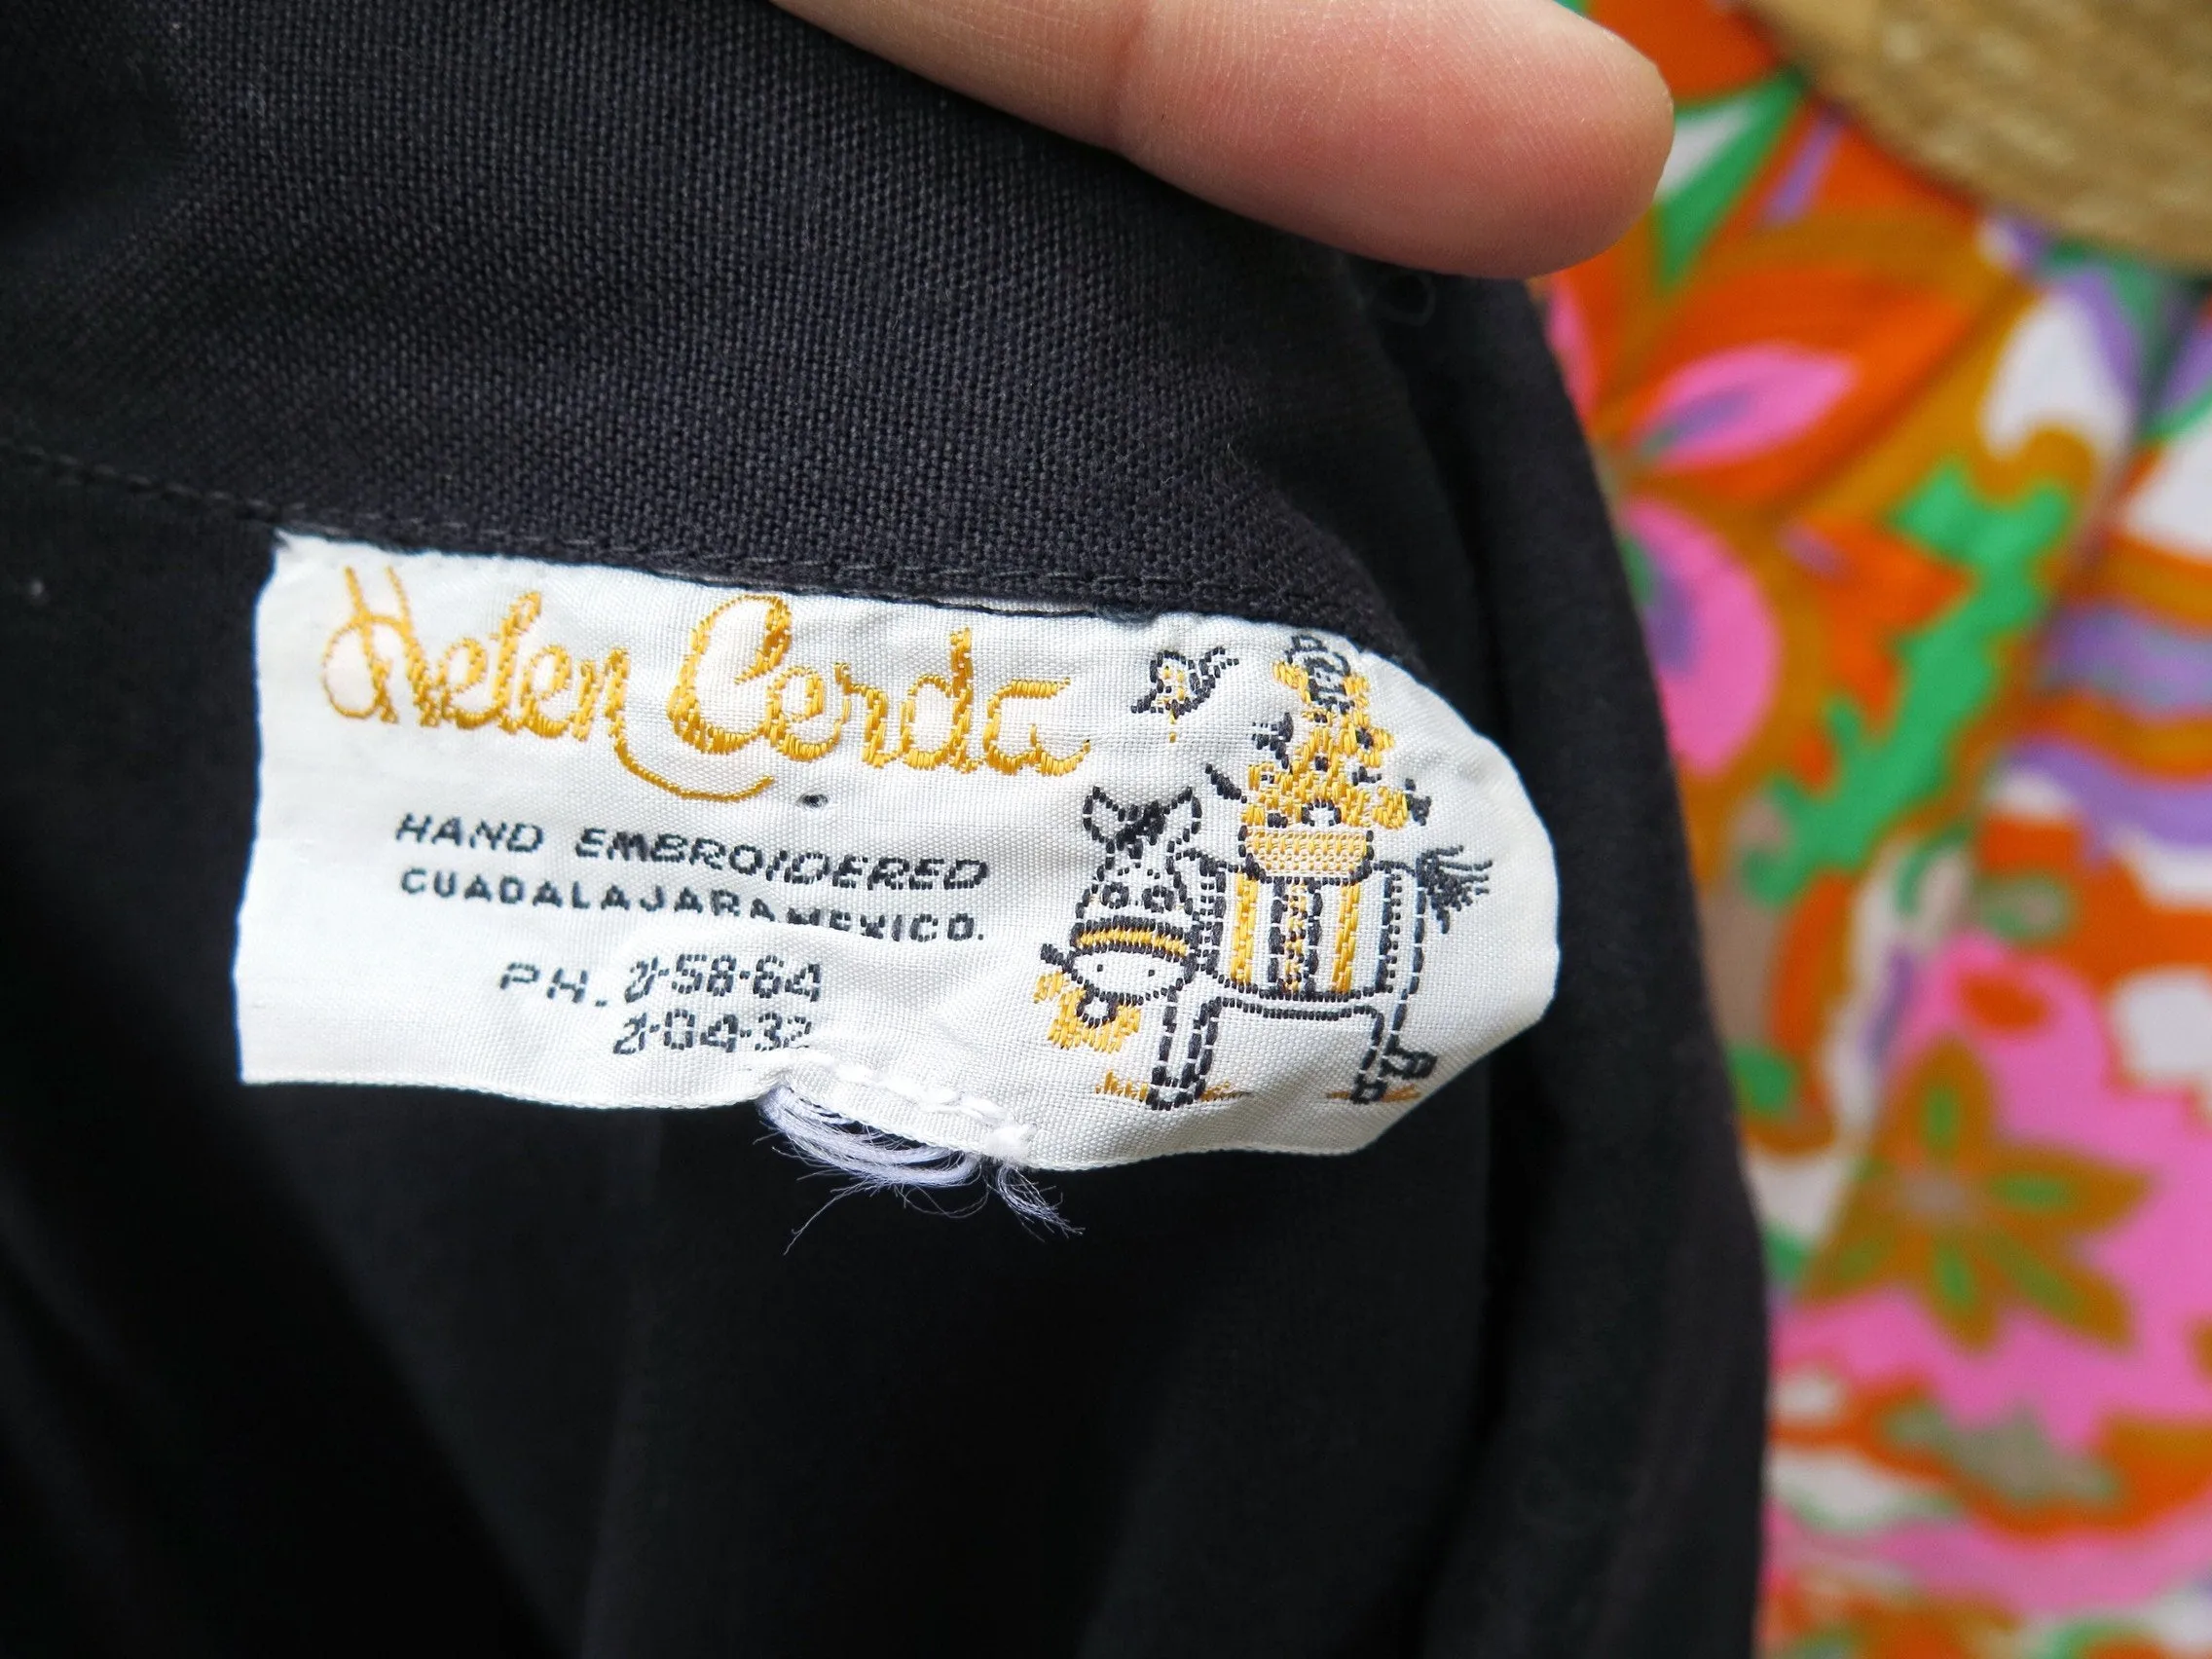 Helen Cerda
HAND EMBROIDERED
GUADALAJARA MEXICO.
PH. 2-58-64
2-04-32